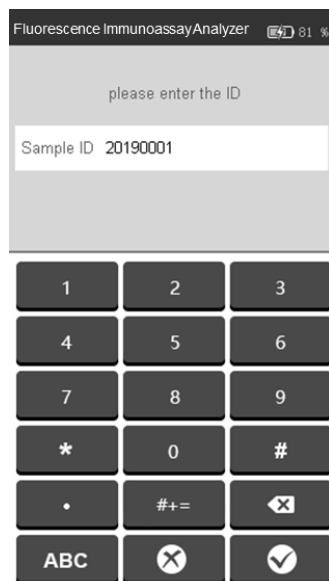 Fluorescence Immunoassay Analyzer 81 %
please enter the ID
Sample ID 20190001
1 2 3
4 5 6
7 8 9
* 0 #
. #+=
ABC